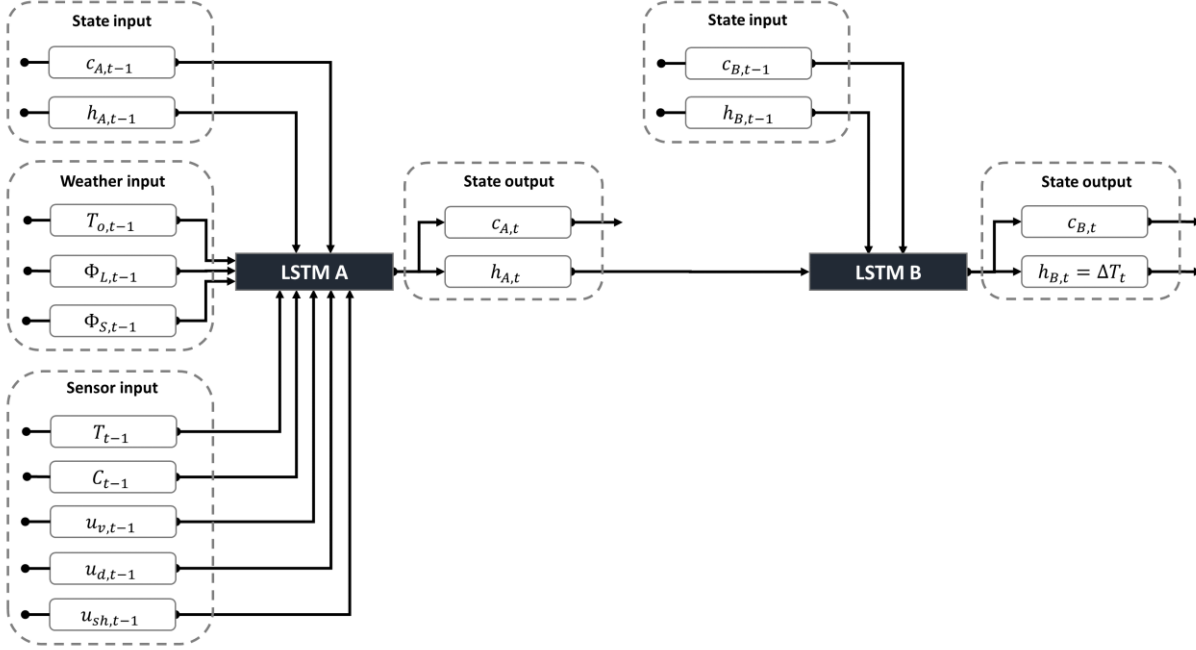 State input
c_{A,t−1}
h_{A,t−1}
Weather input
T_{o,t−1}
Φ_{L,t−1}
Φ_{S,t−1}
Sensor input
T_{t−1}
C_{t−1}
u_{v,t−1}
u_{d,t−1}
u_{sh,t−1}
LSTM A
State output
c_{A,t}
h_{A,t}
State input
c_{B,t−1}
h_{B,t−1}
LSTM B
State output
c_{B,t}
h_{B,t} = ΔT_t